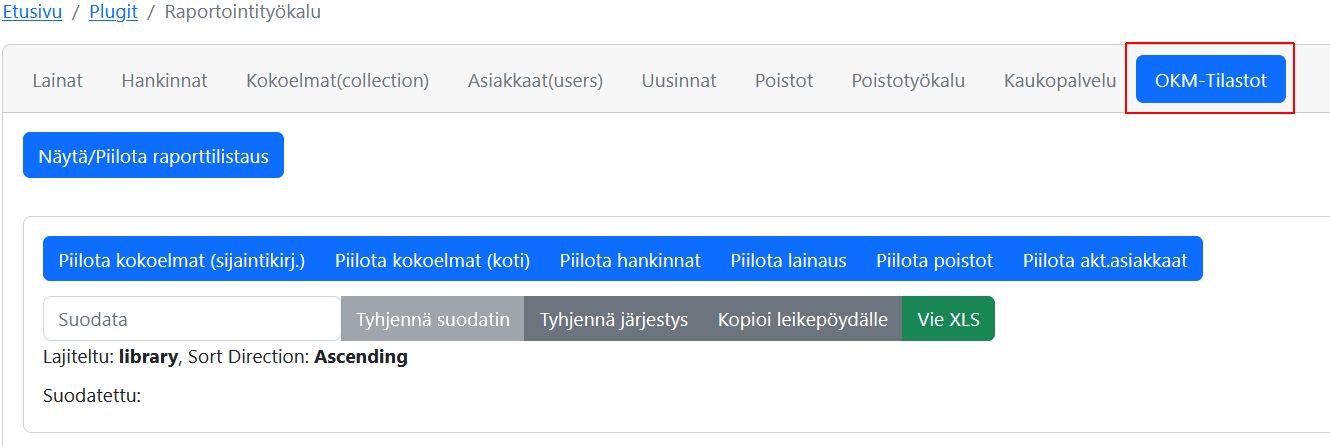 Etusivu / Plugit / Raportointityökalu
Lainat Hankinnat Kokoelmat(collection) Asiakkaat(users) Uusinnat Poistot Poistotyökalu Kaukopalvelu OKM-Tilastot
Näytä/Piilota raporttilistaus
Piilota kokoelmat (sijaintikirj.) Piilota kokoelmat (koti) Piilota hankinnat Piilota lainaus Piilota poistot Piilota akt.asiakkaat
Suodata Tyhjennä suodatin Tyhjennä järjestys Kopioi leikepöydälle Vie XLS
Lajiteltu: library, Sort Direction: Ascending
Suodatettu: